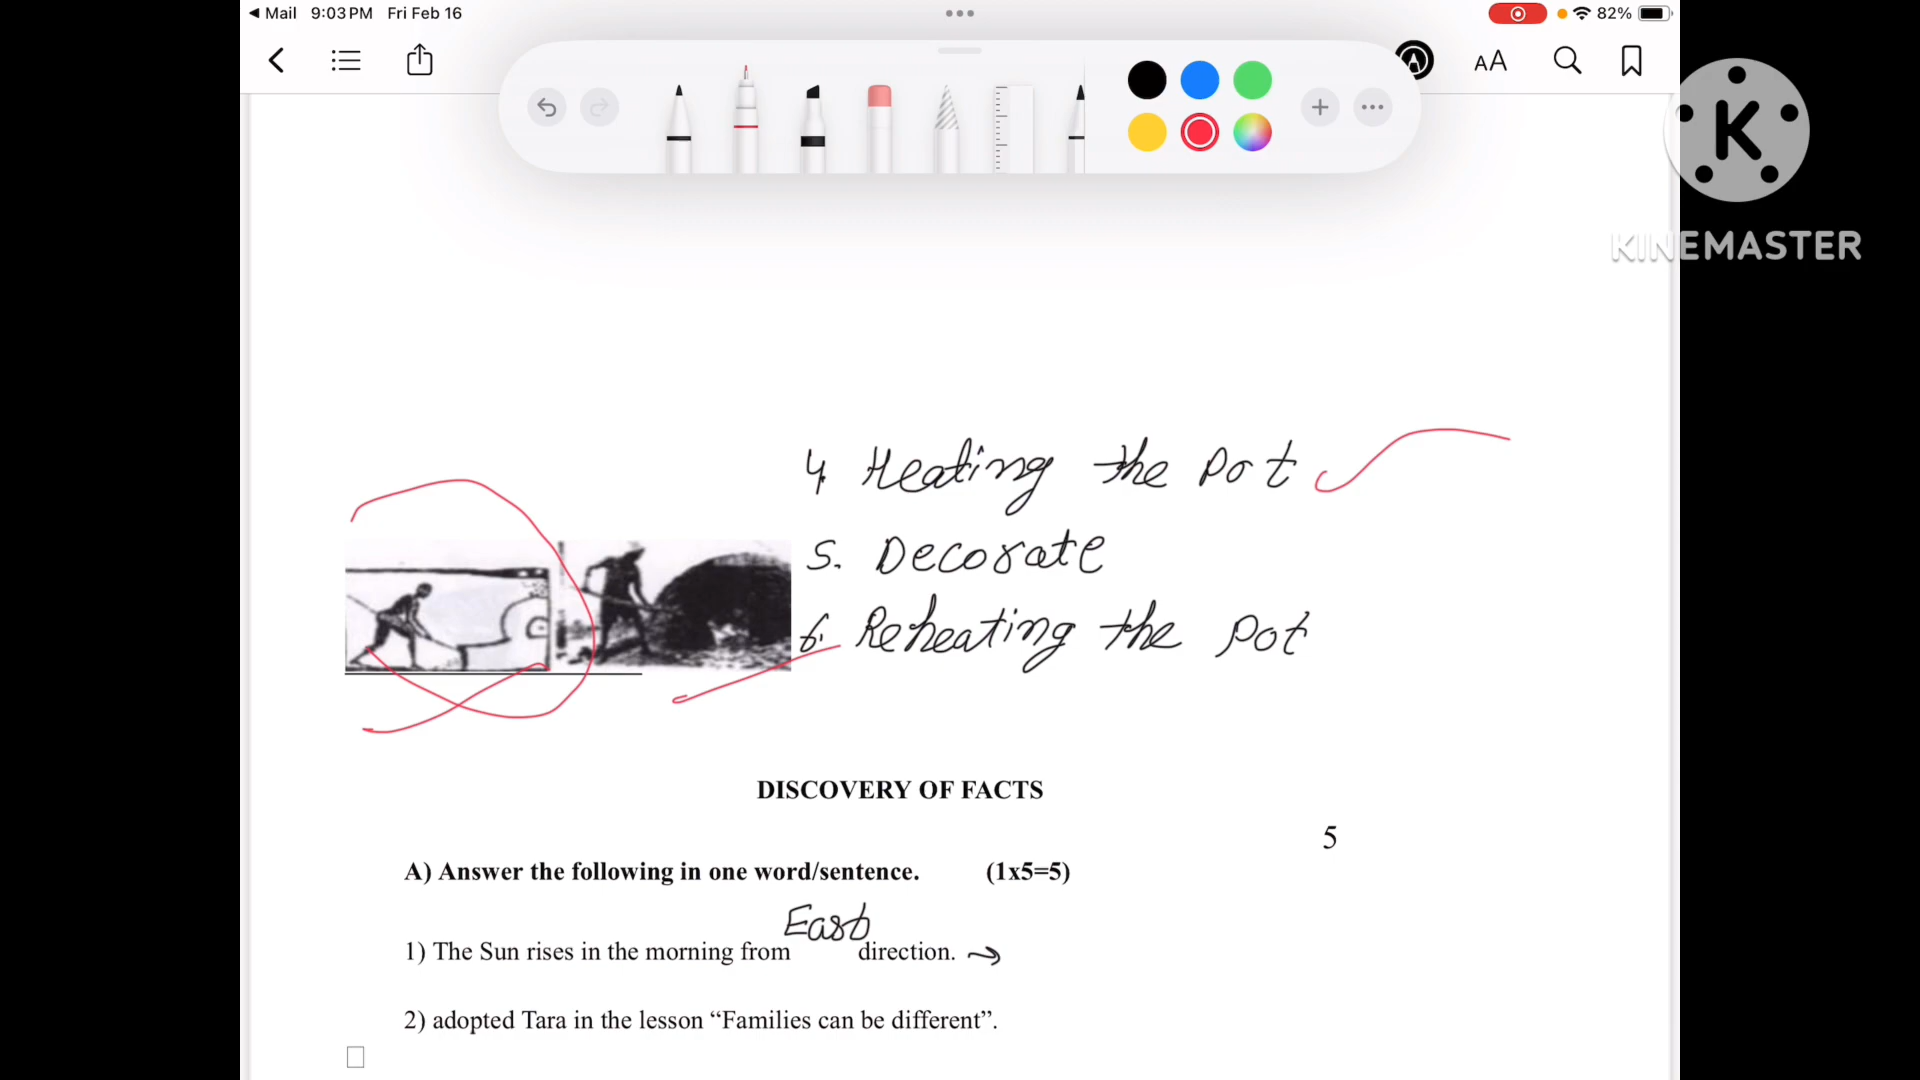 Mail 9:03 PM Fri Feb 16
82%
AA
KINEMASTER
4. Heating the Pot
5. Decorate
6. Reheating the Pot
DISCOVERY OF FACTS
5
A) Answer the following in one word/sentence. (1x5=5)
East
1) The Sun rises in the morning from direction. →
2) adopted Tara in the lesson “Families can be different”.